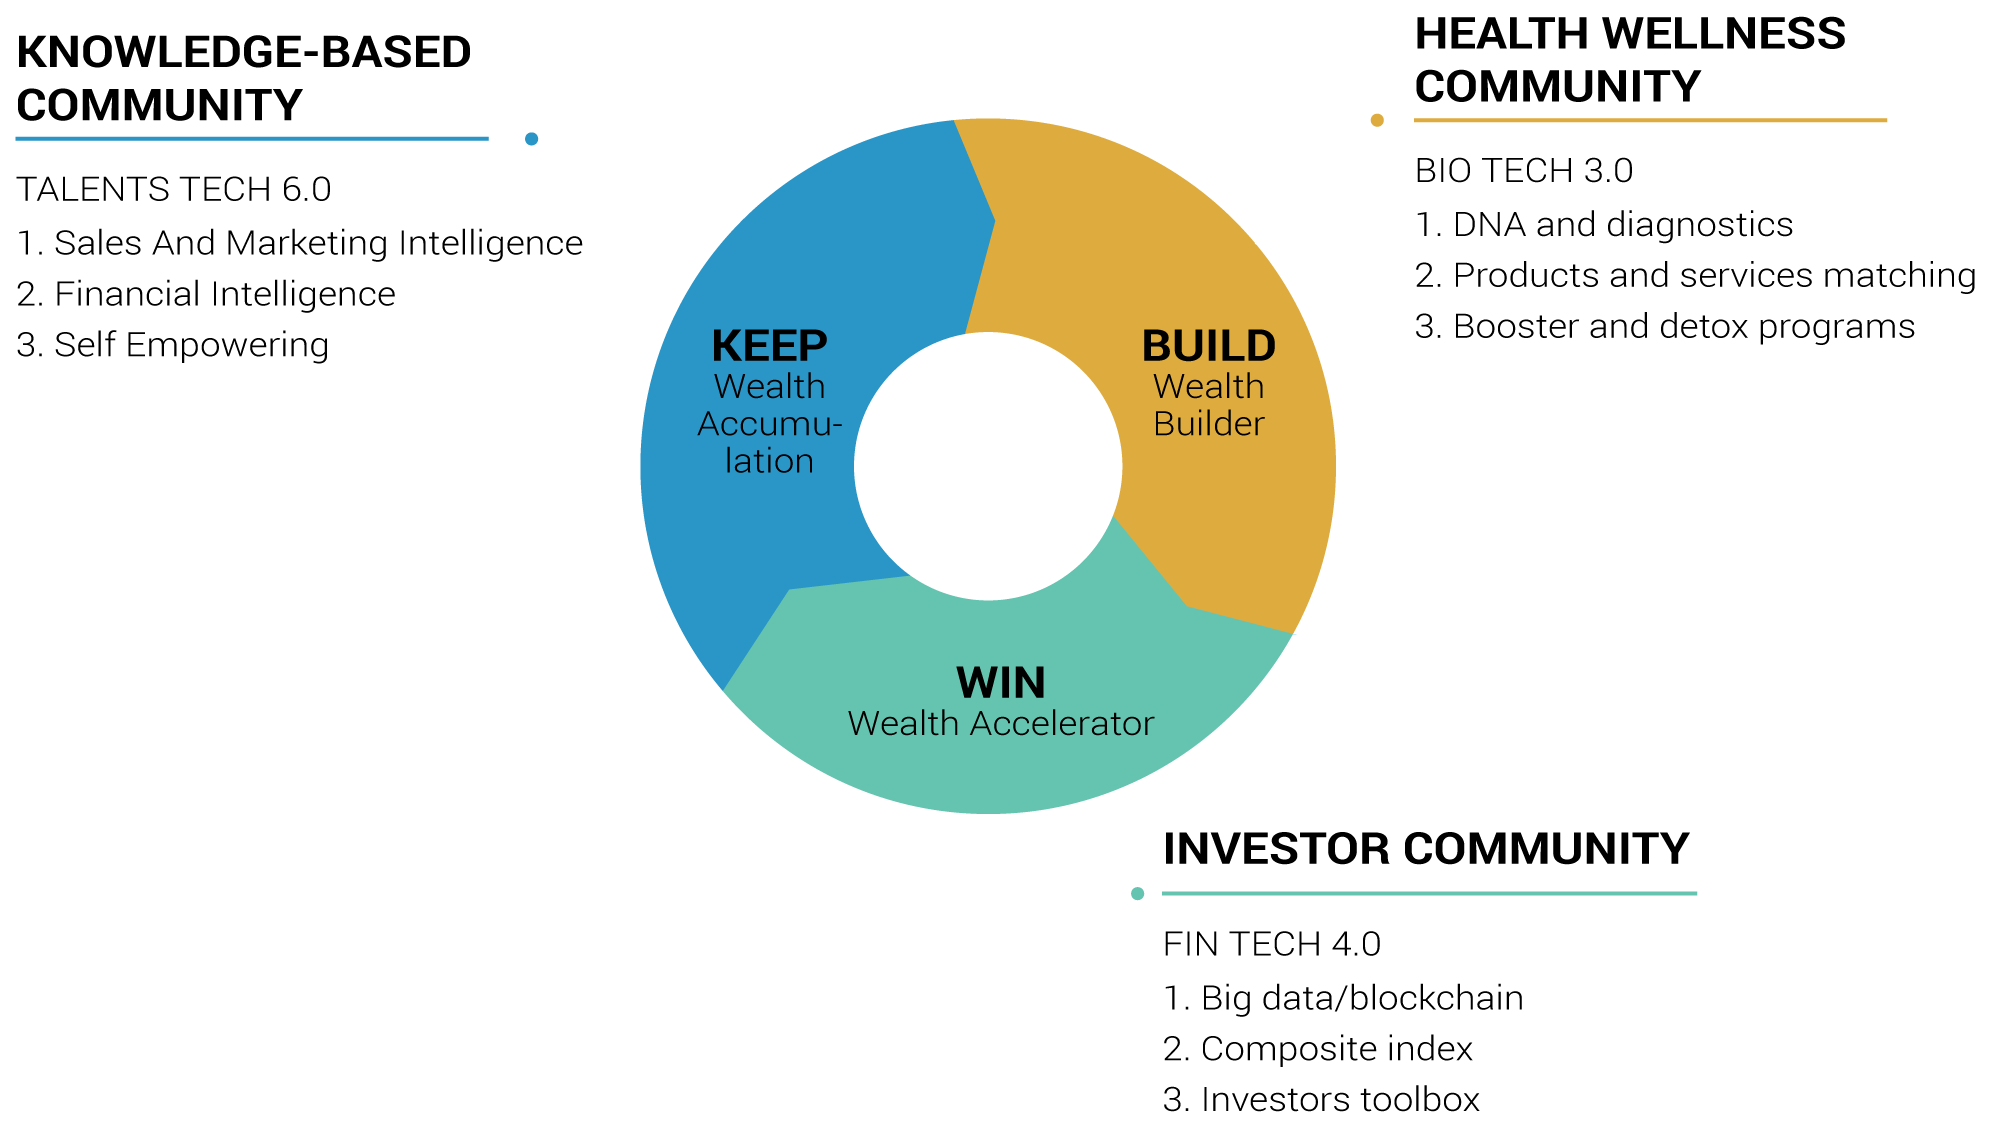 KNOWLEDGE-BASED
COMMUNITY
TALENTS TECH 6.0
1. Sales And Marketing Intelligence
2. Financial Intelligence
3. Self Empowering
HEALTH WELLNESS
COMMUNITY
BIO TECH 3.0
1. DNA and diagnostics
2. Products and services matching
3. Booster and detox programs
KEEP
Wealth
Accumu-
lation
BUILD
Wealth
Builder
WIN
Wealth Accelerator
INVESTOR COMMUNITY
FIN TECH 4.0
1. Big data/blockchain
2. Composite index
3. Investors toolbox